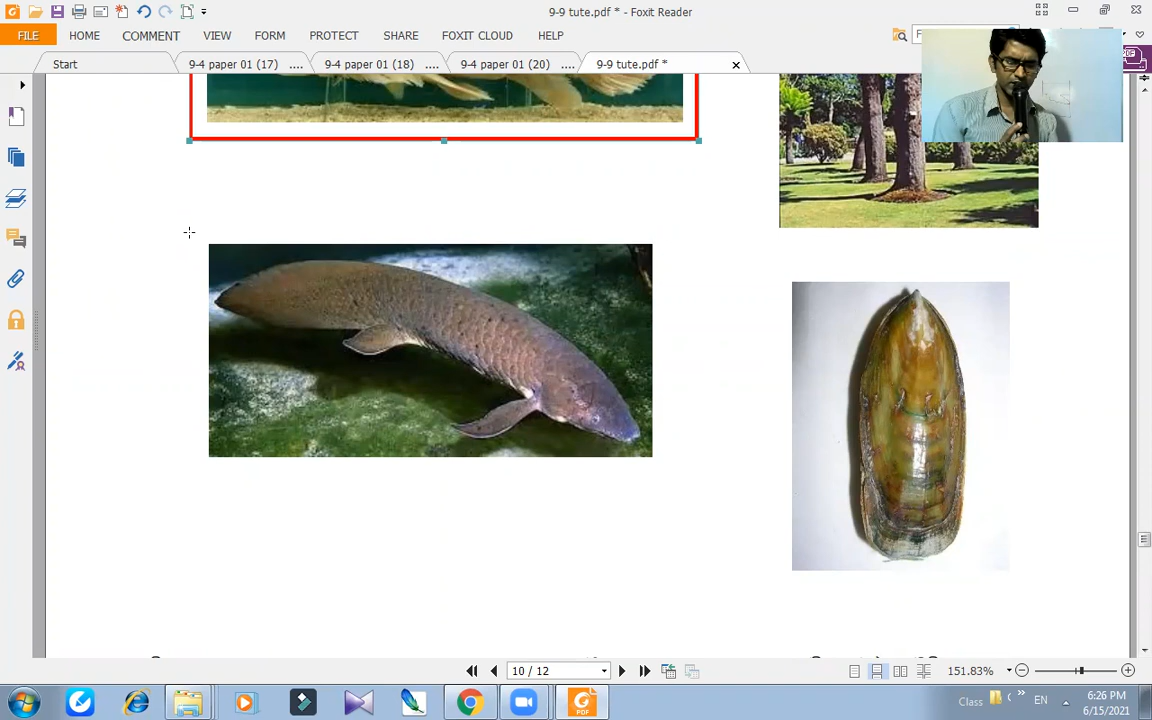 9-9 tute.pdf * - Foxit Reader
FILE HOME COMMENT VIEW FORM PROTECT SHARE FOXIT CLOUD HELP
Start 9-4 paper 01 (17) .... 9-4 paper 01 (18) .... 9-4 paper 01 (20) .... 9-9 tute.pdf *
10 / 12 151.83%
Class EN 6:26 PM
6/15/2021